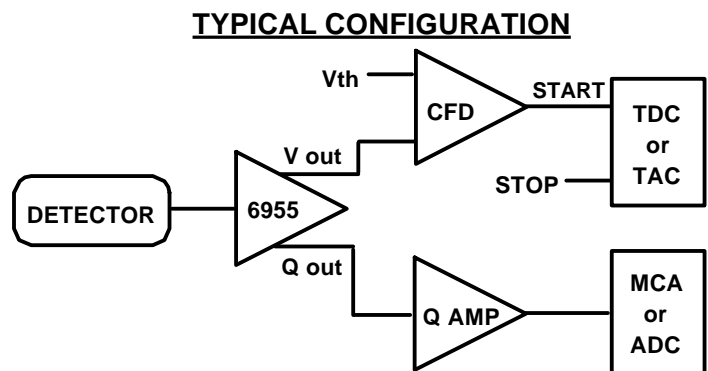 TYPICAL CONFIGURATION
Vth
CFD
START
TDC
or
TAC
V out
STOP
DETECTOR
6955
Q out
Q AMP
MCA
or
ADC